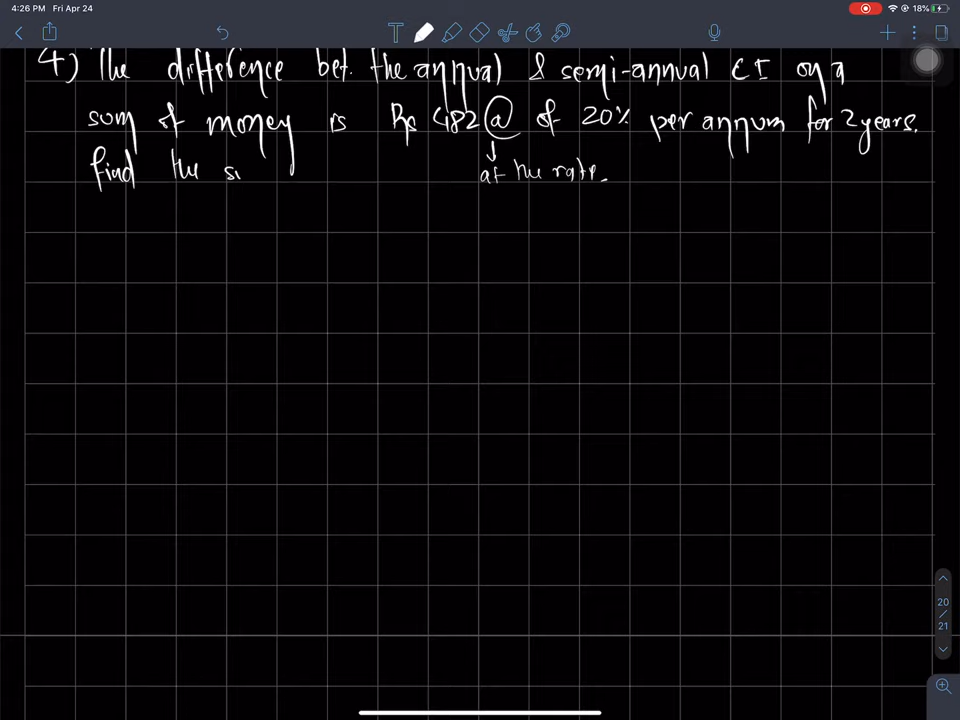 4:26 PM Fri Apr 24
18%
4) The difference bet. the annual & semi-annual CI on a
sum of money is Rs 482 @ of 20% per annum for 2 years.
find the su
at the rate.
20
/
21